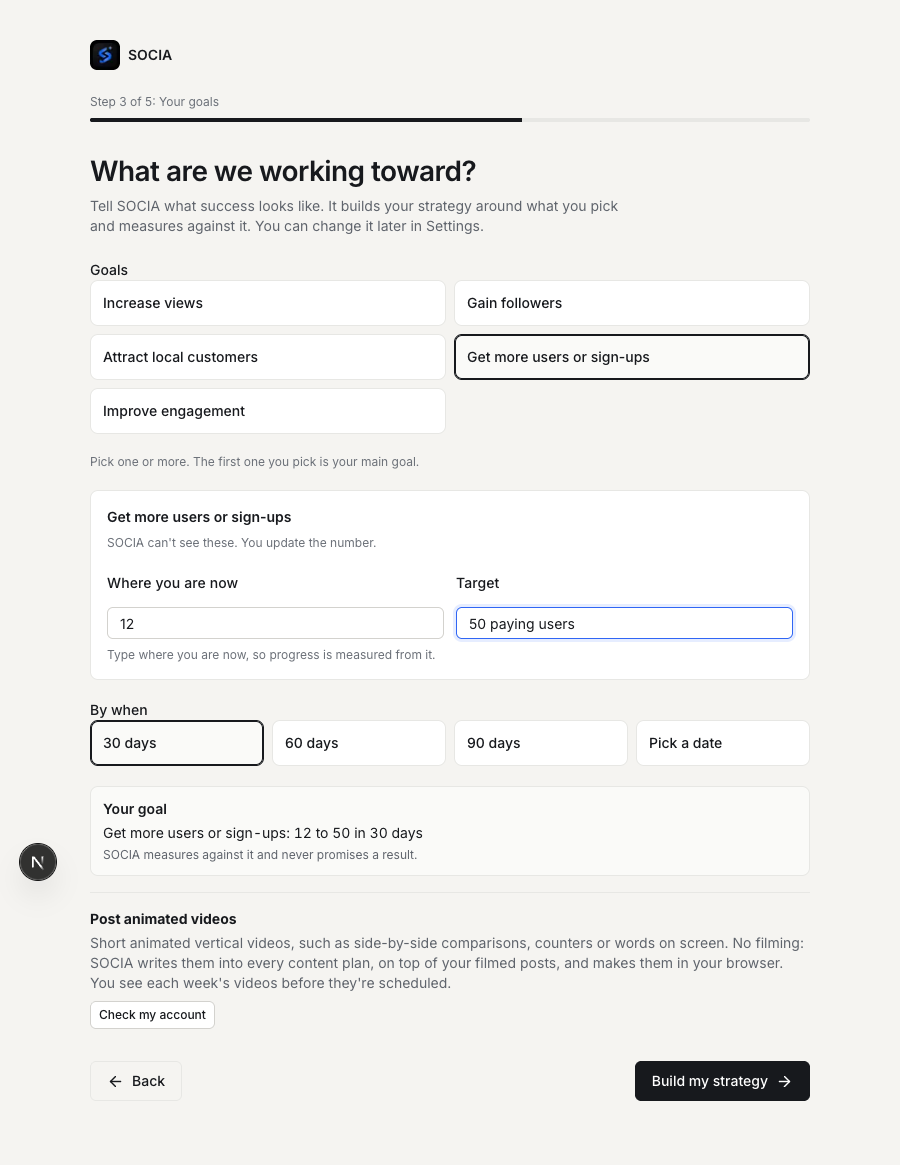 SOCIA
Step 3 of 5: Your goals
What are we working toward?
Tell SOCIA what success looks like. It builds your strategy around what you pick
and measures against it. You can change it later in Settings.
Goals
Increase views
Gain followers
Attract local customers
Get more users or sign-ups
Improve engagement
Pick one or more. The first one you pick is your main goal.
Get more users or sign-ups
SOCIA can't see these. You update the number.
Where you are now
Target
12
50 paying users
Type where you are now, so progress is measured from it.
By when
30 days
60 days
90 days
Pick a date
Your goal
Get more users or sign-ups: 12 to 50 in 30 days
SOCIA measures against it and never promises a result.
Post animated videos
Short animated vertical videos, such as side-by-side comparisons, counters or words on screen. No filming:
SOCIA writes them into every content plan, on top of your filmed posts, and makes them in your browser.
You see each week's videos before they're scheduled.
Check my account
Back
Build my strategy